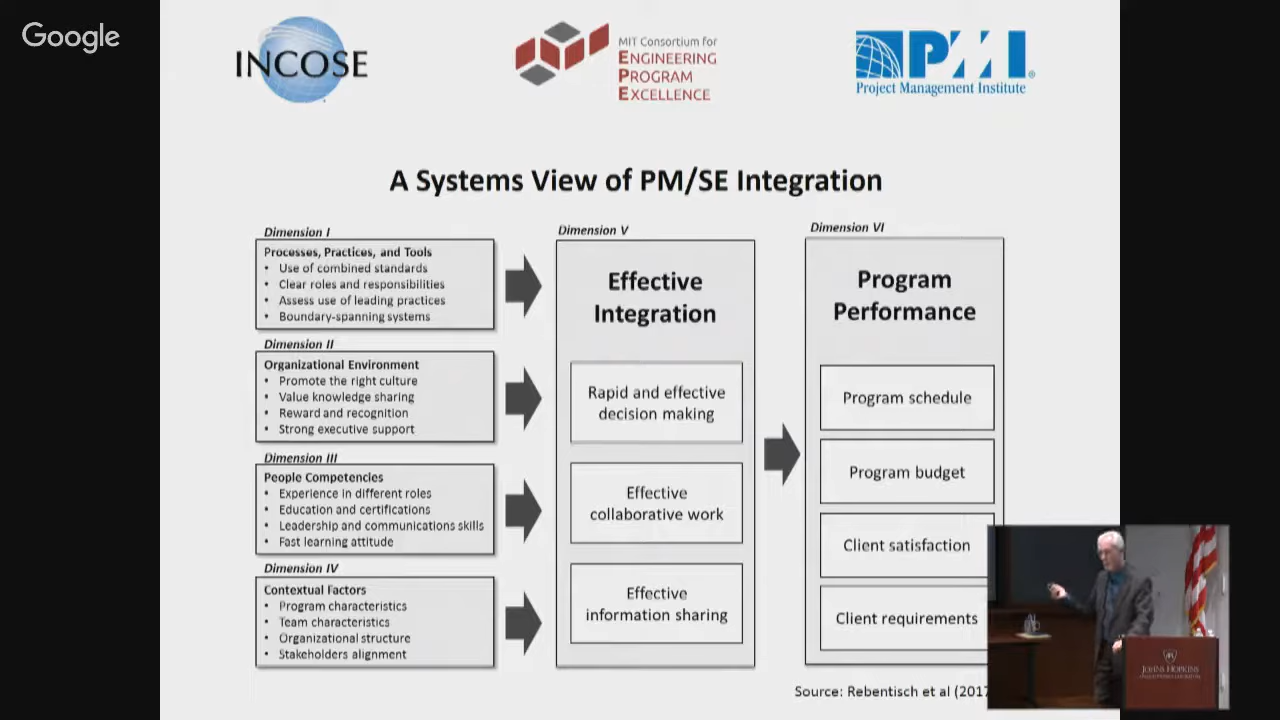 Google
INCOSE
MIT Consortium for
ENGINEERING
PROGRAM
EXCELLENCE
PMI
Project Management Institute
A Systems View of PM/SE Integration
Dimension I
Processes, Practices, and Tools
• Use of combined standards
• Clear roles and responsibilities
• Assess use of leading practices
• Boundary-spanning systems
Dimension II
Organizational Environment
• Promote the right culture
• Value knowledge sharing
• Reward and recognition
• Strong executive support
Dimension III
People Competencies
• Experience in different roles
• Education and certifications
• Leadership and communications skills
• Fast learning attitude
Dimension IV
Contextual Factors
• Program characteristics
• Team characteristics
• Organizational structure
• Stakeholders alignment
Dimension V
Effective
Integration
Rapid and effective
decision making
Effective
collaborative work
Effective
information sharing
Dimension VI
Program
Performance
Program schedule
Program budget
Client satisfaction
Client requirements
Source: Rebentisch et al (2017
JOHNS HOPKINS